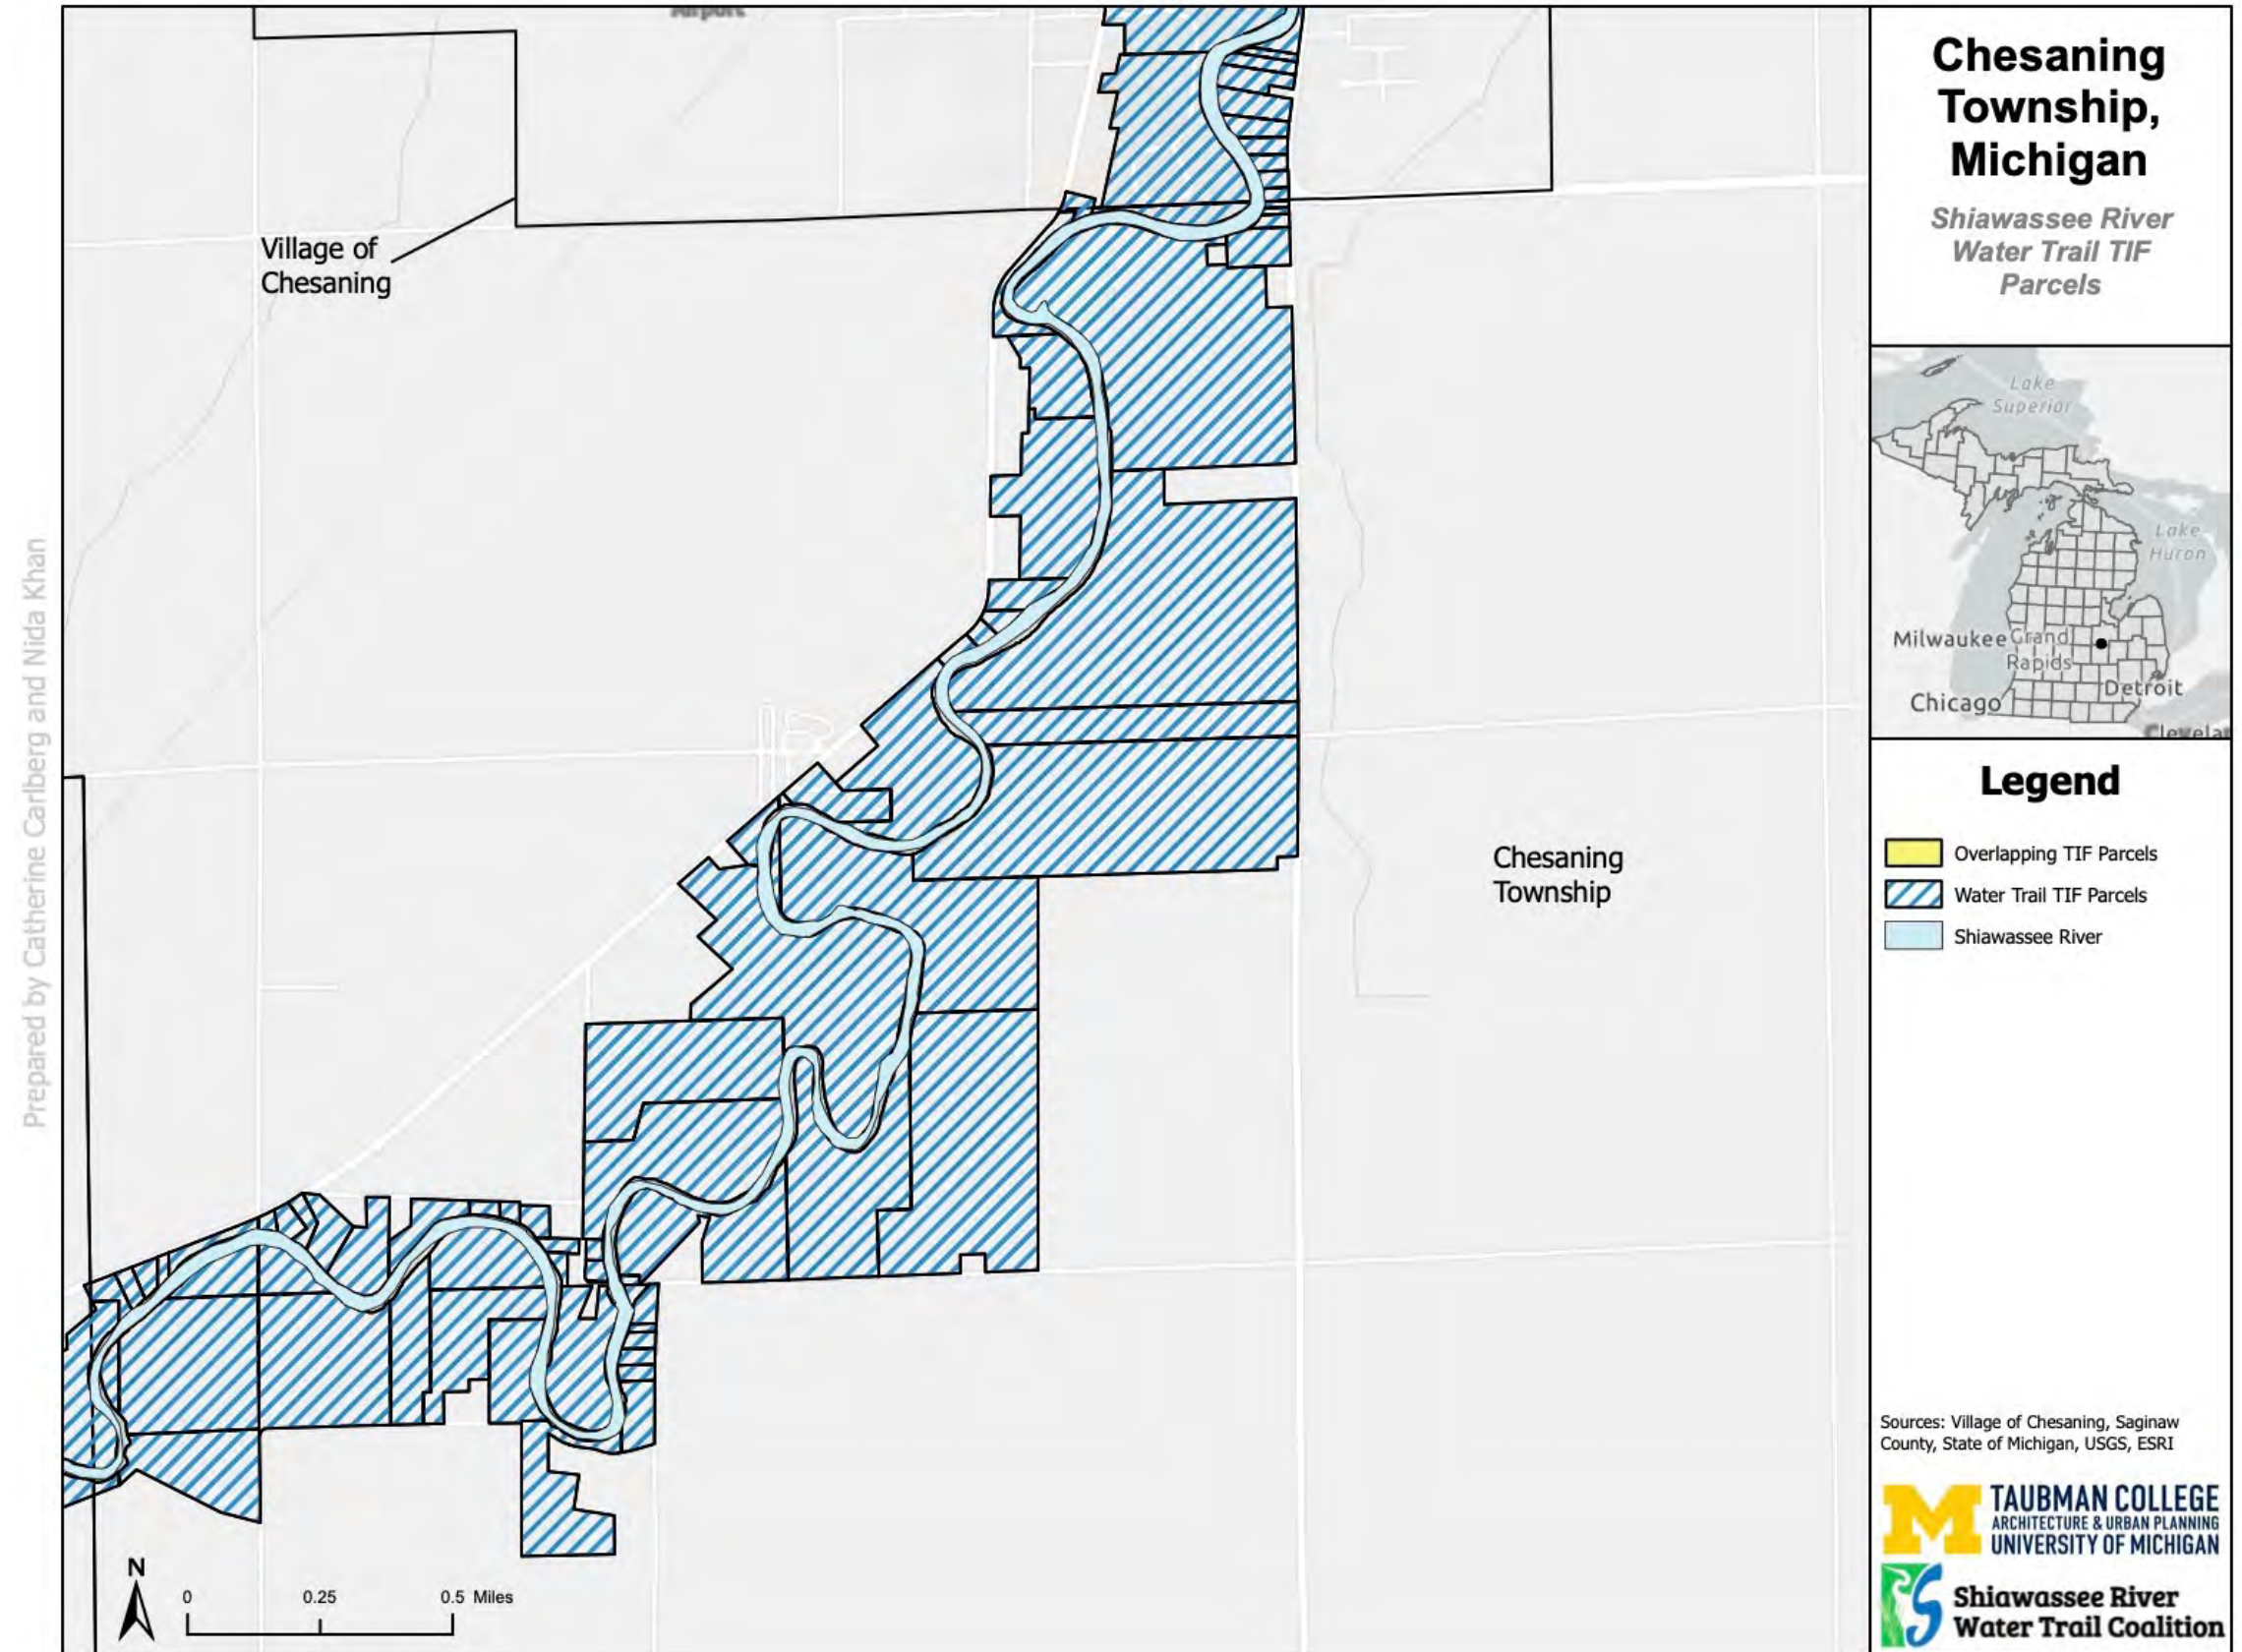 Airport
Village of
Chesaning
Chesaning
Township
Prepared by Catherine Carlberg and Nida Khan
N
0 0.25 0.5 Miles
Chesaning
Township,
Michigan
Shiawassee River
Water Trail TIF
Parcels
Lake
Superior
Lake
Huron
Milwaukee Grand
Rapids
Detroit
Chicago
Clevela
Legend
Overlapping TIF Parcels
Water Trail TIF Parcels
Shiawassee River
Sources: Village of Chesaning, Saginaw
County, State of Michigan, USGS, ESRI
M
TAUBMAN COLLEGE
ARCHITECTURE & URBAN PLANNING
UNIVERSITY OF MICHIGAN
Shiawassee River
Water Trail Coalition